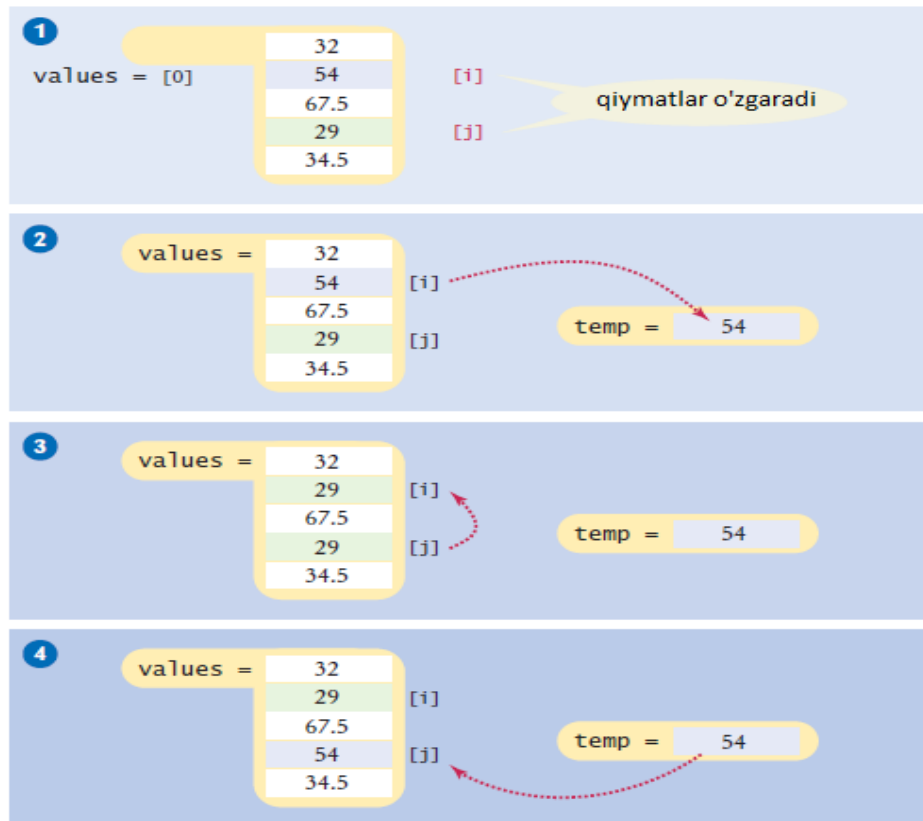 1
32
values = [0] 54 [i]
67.5 qiymatlar o'zgaradi
29 [j]
34.5
2
values = 32
54 [i]
67.5
29 [j] temp = 54
34.5
3
values = 32
29 [i]
67.5
29 [j] temp = 54
34.5
4
values = 32
29 [i]
67.5
54 [j] temp = 54
34.5